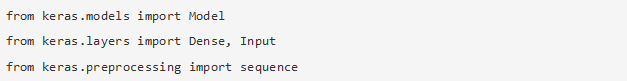 from keras.models import Model
from keras.layers import Dense, Input
from keras.preprocessing import sequence